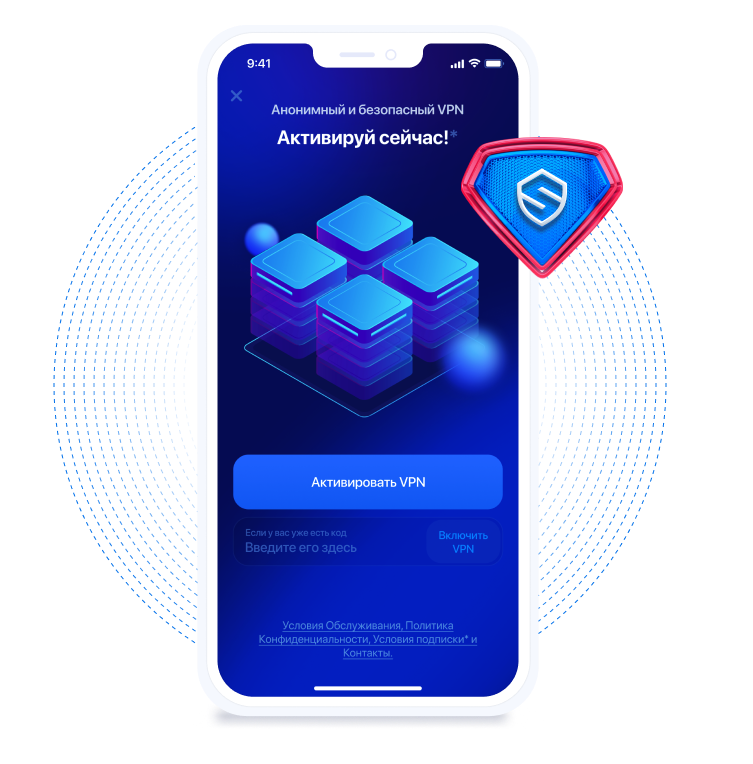 9:41
Анонимный и безопасный VPN
Активируй сейчас!*
Активировать VPN
Если у вас уже есть код
Введите его здесь
Включить
VPN
Условия Обслуживания, Политика
Конфиденциальности, Условия подписки* и
Контакты.